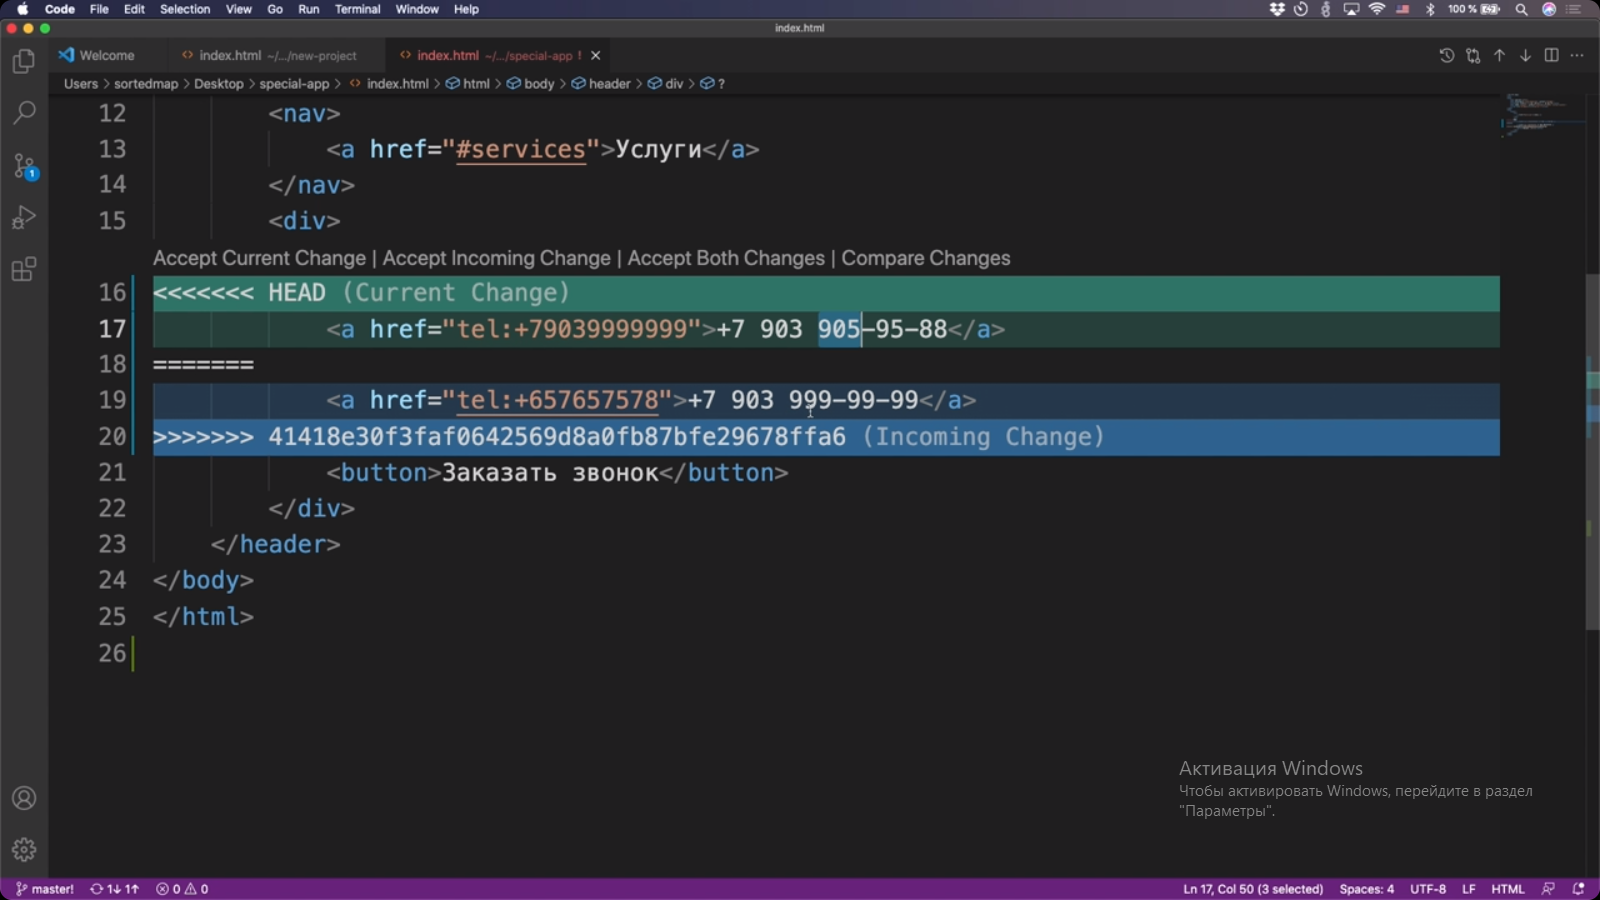 Code File Edit Selection View Go Run Terminal Window Help 100 %
index.html
Welcome index.html ~/.../new-project index.html ~/.../special-app !
Users > sortedmap > Desktop > special-app > index.html > html > body > header > div > ?
12 <nav>
13 <a href="#services">Услуги</a>
14 </nav>
15 <div>
Accept Current Change | Accept Incoming Change | Accept Both Changes | Compare Changes
16 <<<<<<< HEAD (Current Change)
17 <a href="tel:+79039999999">+7 903 905-95-88</a>
18 =======
19 <a href="tel:+657657578">+7 903 999-99-99</a>
20 >>>>>>> 41418e30f3faf0642569d8a0fb87bfe29678ffa6 (Incoming Change)
21 <button>Заказать звонок</button>
22 </div>
23 </header>
24 </body>
25 </html>
26
1
Активация Windows
Чтобы активировать Windows, перейдите в раздел
"Параметры".
master! 1↓ 1↑ 0 0 Ln 17, Col 50 (3 selected) Spaces: 4 UTF-8 LF HTML